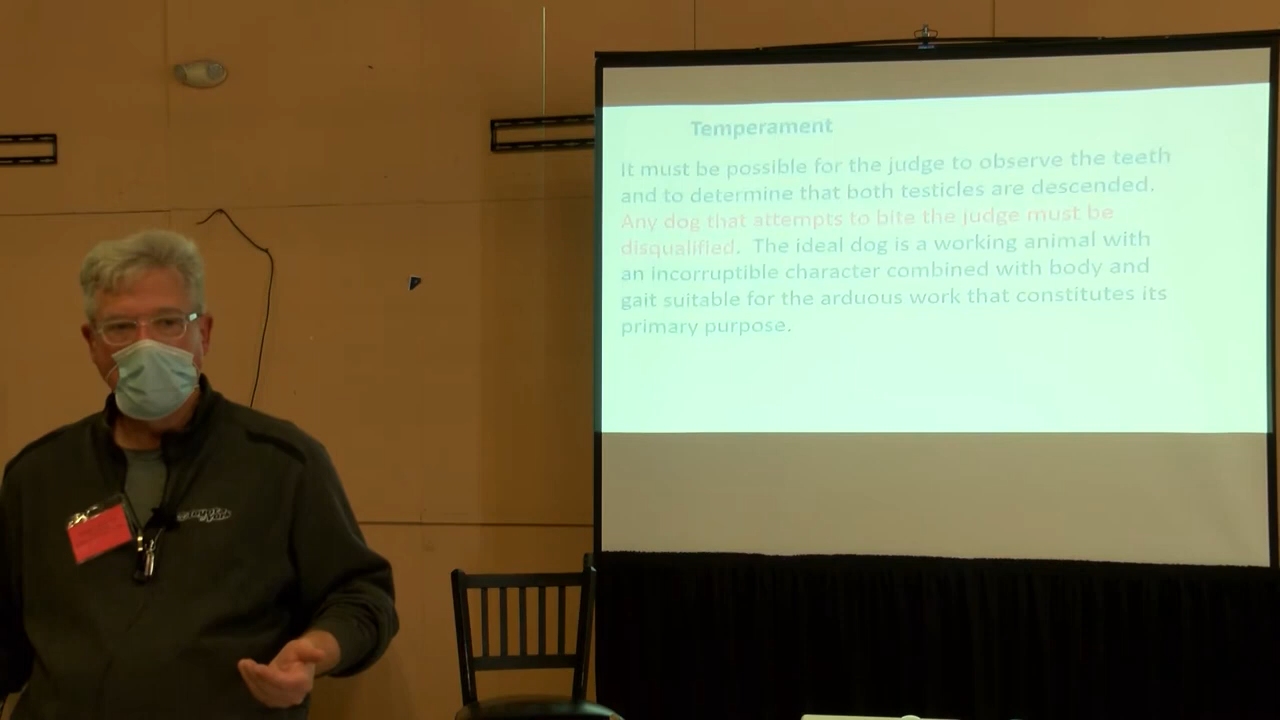 Temperament
It must be possible for the judge to observe the teeth
and to determine that both testicles are descended.
Any dog that attempts to bite the judge must be
disqualified. The ideal dog is a working animal with
an incorruptible character combined with body and
gait suitable for the arduous work that constitutes its
primary purpose.